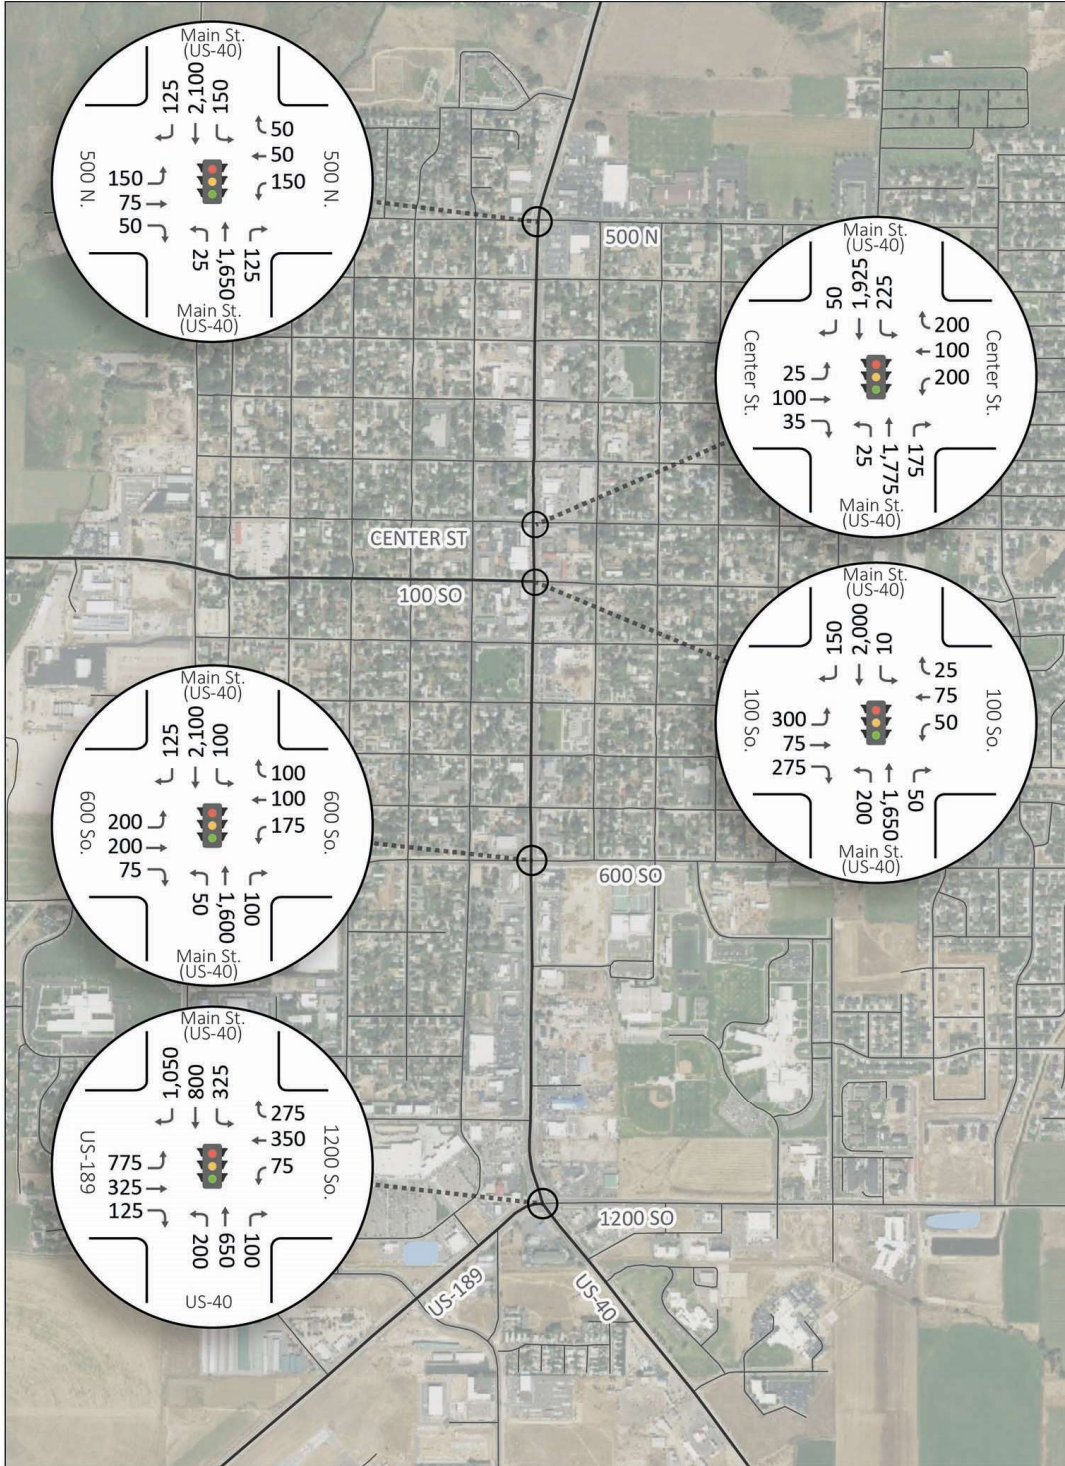 Main St.
(US-40)
125
2,100
150
50
50
150
500 N.
500 N.
150
75
50
25
1,650
125
Main St.
(US-40)
500 N
Main St.
(US-40)
50
1,925
225
200
100
200
Center St.
Center St.
25
100
35
25
1,775
175
Main St.
(US-40)
CENTER ST
100 SO
Main St.
(US-40)
150
2,000
10
25
75
50
100 So.
100 So.
300
75
275
200
1,650
50
Main St.
(US-40)
Main St.
(US-40)
125
2,100
100
100
100
175
600 So.
600 So.
200
200
75
50
1,600
100
Main St.
(US-40)
600 SO
Main St.
(US-40)
1,050
800
325
275
350
75
US-189
1200 So.
775
325
125
200
650
100
US-40
1200 SO
US-189
US-40